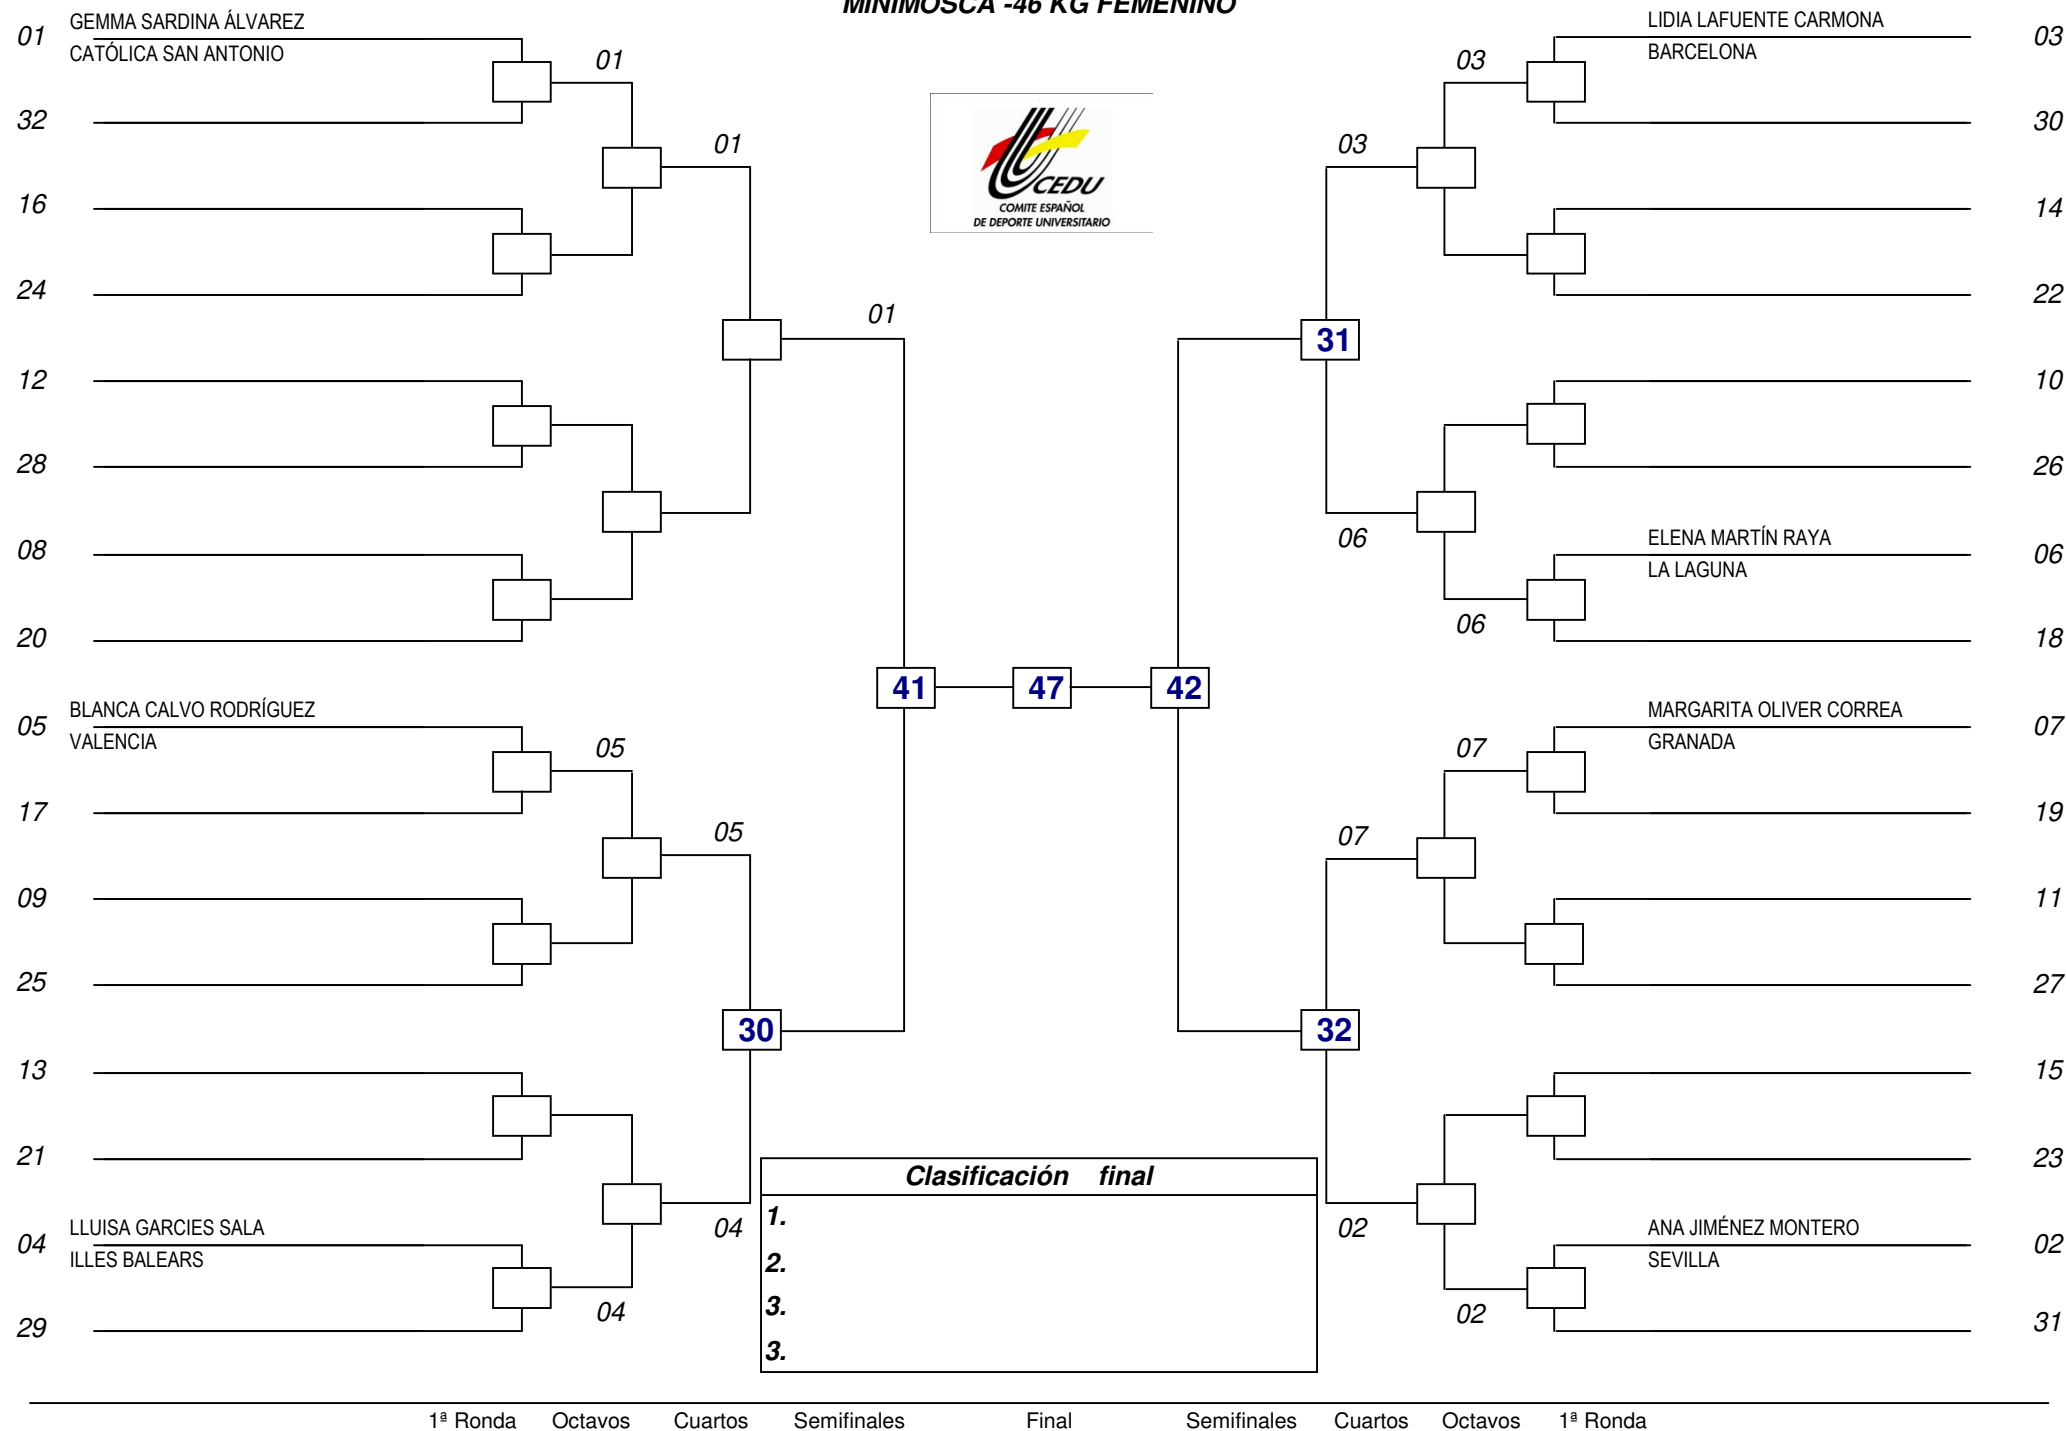 MINIMOSCA -46 KG FEMENINO
01 GEMMA SARDINA ÁLVAREZ
CATÓLICA SAN ANTONIO
01
32
01
16
24
01
12
28
08
20
05 BLANCA CALVO RODRÍGUEZ
VALENCIA
05
17
05
09
25
30
13
21
04
04 LLUISA GARCIES SALA
ILLES BALEARS
04
29
CEDU
COMITE ESPAÑOL
DE DEPORTE UNIVERSITARIO
41 47 42
LIDIA LAFUENTE CARMONA 03
BARCELONA
03
30
03
14
22
31
10
26
06
ELENA MARTÍN RAYA 06
LA LAGUNA
06
18
MARGARITA OLIVER CORREA 07
GRANADA
07
19
07
11
27
32
15
23
02
ANA JIMÉNEZ MONTERO 02
SEVILLA
02
31
Clasificación final
1.
2.
3.
3.
1ª Ronda Octavos Cuartos Semifinales Final Semifinales Cuartos Octavos 1ª Ronda